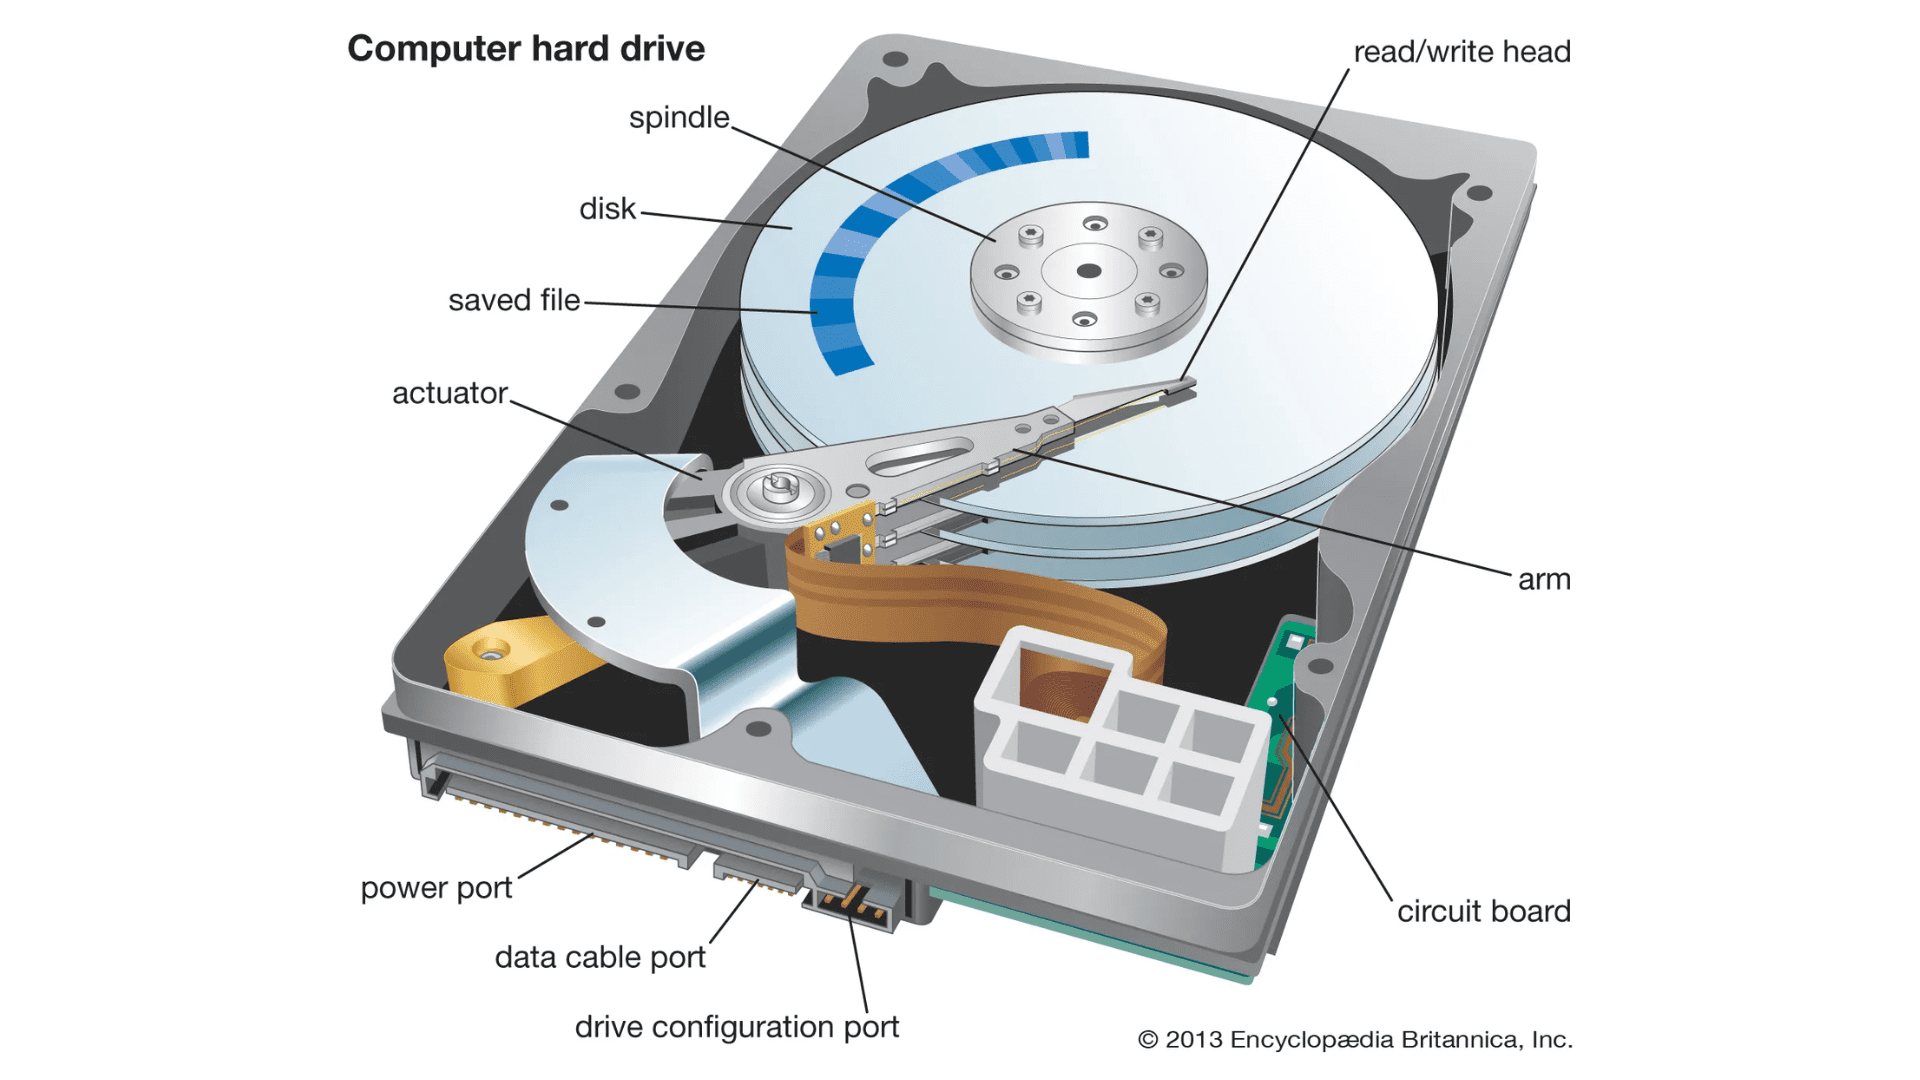 Computer hard drive
read/write head
spindle
disk
saved file
actuator
arm
power port
circuit board
data cable port
drive configuration port
© 2013 Encyclopædia Britannica, Inc.